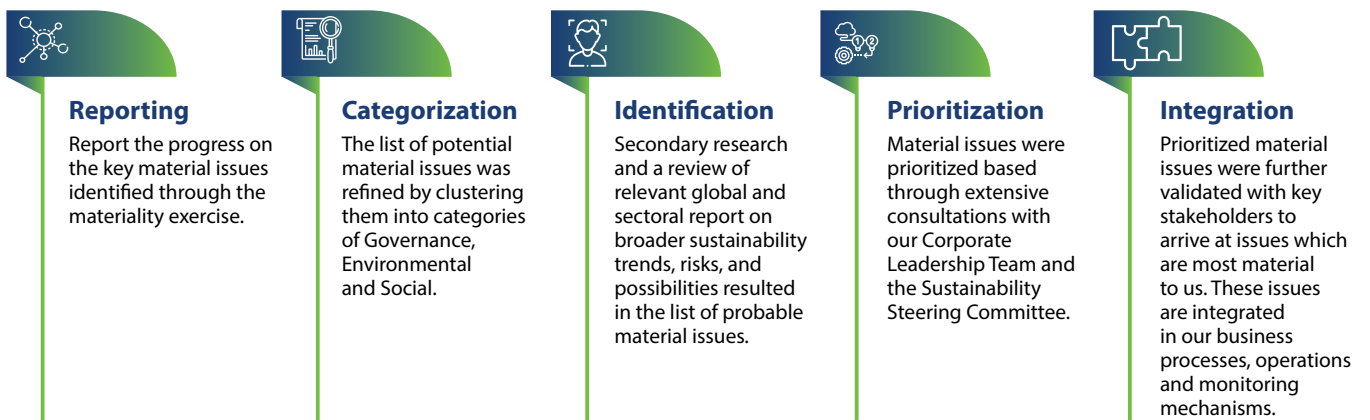 Reporting
Report the progress on
the key material issues
identified through the
materiality exercise.
Categorization
The list of potential
material issues was
refined by clustering
them into categories
of Governance,
Environmental
and Social.
Identification
Secondary research
and a review of
relevant global and
sectoral report on
broader sustainability
trends, risks, and
possibilities resulted
in the list of probable
material issues.
Prioritization
Material issues were
prioritized based
through extensive
consultations with
our Corporate
Leadership Team and
the Sustainability
Steering Committee.
Integration
Prioritized material
issues were further
validated with key
stakeholders to
arrive at issues which
are most material
to us. These issues
are integrated
in our business
processes, operations
and monitoring
mechanisms.